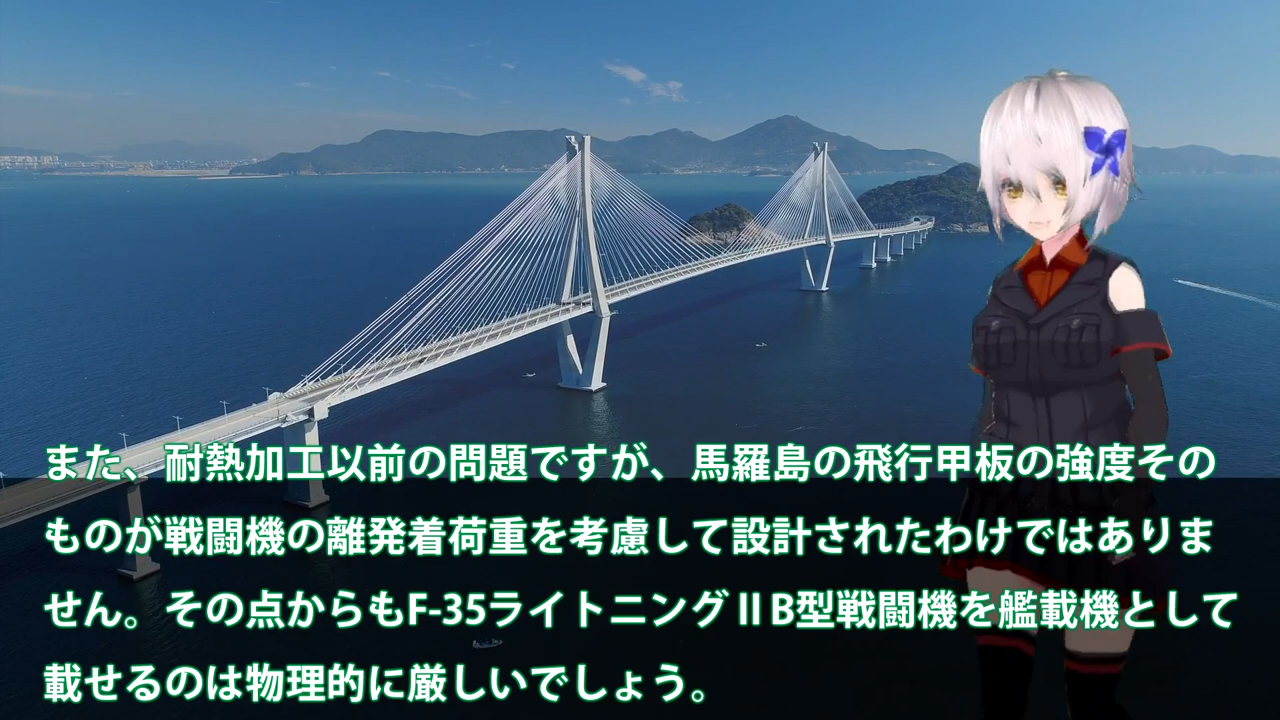 また、耐熱加工以前の問題ですが、馬羅島の飛行甲板の強度その
ものが戦闘機の離発着荷重を考慮して設計されたわけではありま
せん。その点からもF-35ライトニングⅡB型戦闘機を艦載機として
載せるのは物理的に厳しいでしょう。